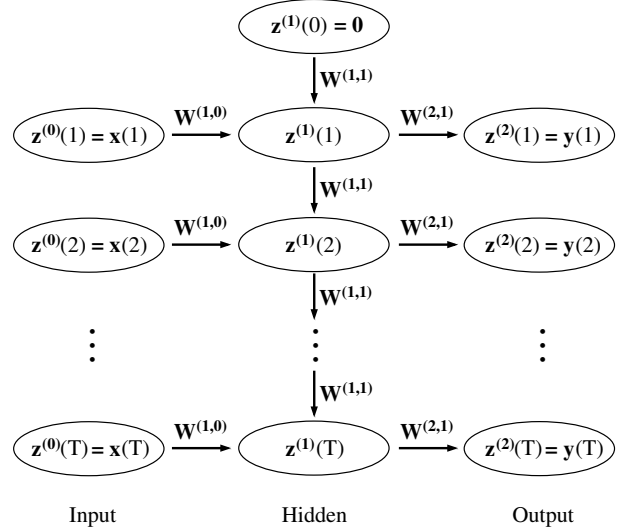 z⁽¹⁾(0) = 0
W⁽¹,¹⁾
W⁽¹,⁰⁾ W⁽²,¹⁾
z⁽⁰⁾(1) = x(1) z⁽¹⁾(1) z⁽²⁾(1) = y(1)
W⁽¹,¹⁾
W⁽¹,⁰⁾ W⁽²,¹⁾
z⁽⁰⁾(2) = x(2) z⁽¹⁾(2) z⁽²⁾(2) = y(2)
W⁽¹,¹⁾
⋮ ⋮ ⋮
W⁽¹,¹⁾
W⁽¹,⁰⁾ W⁽²,¹⁾
z⁽⁰⁾(T) = x(T) z⁽¹⁾(T) z⁽²⁾(T) = y(T)
Input Hidden Output